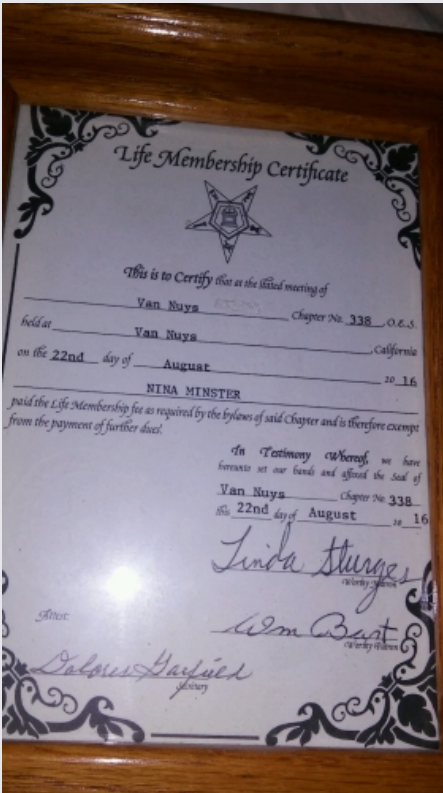 Life Membership Certificate
This is to Certify that at the stated meeting of
Van Nuys Chapter No. 338 O.E.S.
held at Van Nuys, California
on the 22nd day of August 20 16
NINA MINSTER
paid the Life Membership fee as required by the bylaws of said Chapter and is therefore exempt
from the payment of further dues.
In Testimony Whereof, we have
hereunto set our hands and affixed the Seal of
Van Nuys Chapter No. 338
this 22nd day of August 20 16
Linda Sturges
Worthy Matron
Wm Burt
Worthy Patron
Attest:
Dolores Garfield
Secretary